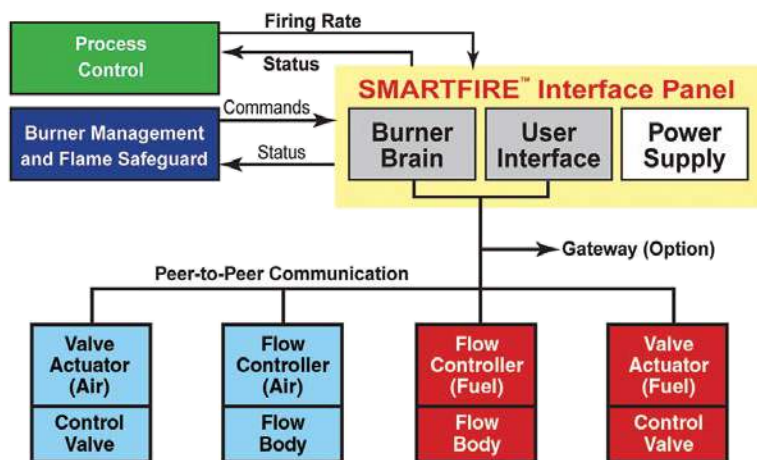 Firing Rate
Process
Control
Status
SMARTFIRE™ Interface Panel
Commands
Burner Management
and Flame Safeguard
Status
Burner
Brain
User
Interface
Power
Supply
Gateway (Option)
Peer-to-Peer Communication
Valve
Actuator
(Air)
Control
Valve
Flow
Controller
(Air)
Flow
Body
Flow
Controller
(Fuel)
Flow
Body
Valve
Actuator
(Fuel)
Control
Valve